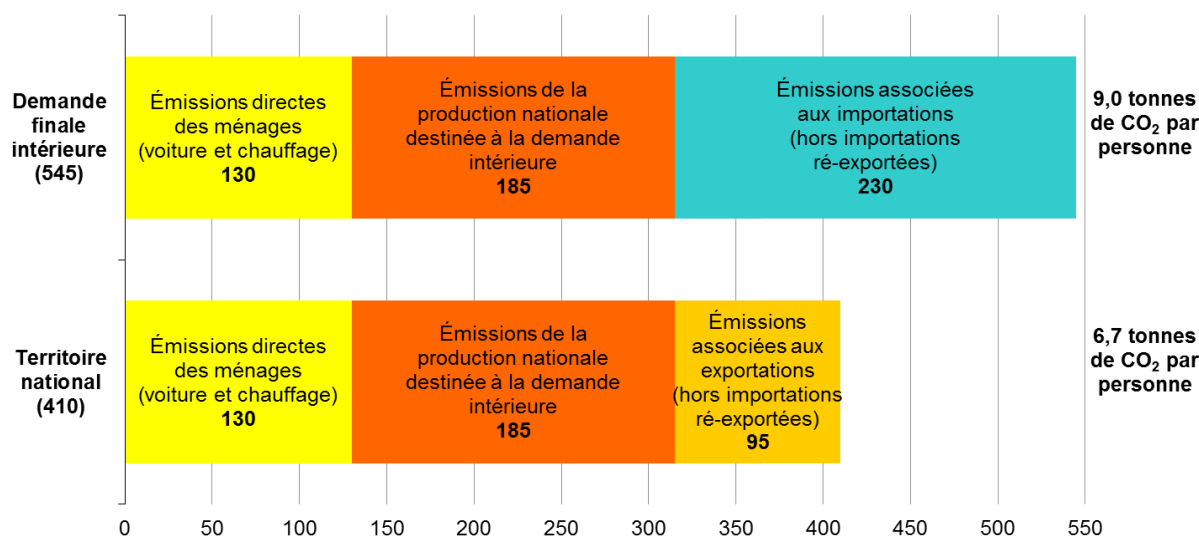 Demande
finale
intérieure
(545)
Émissions directes
des ménages
(voiture et chauffage)
130
Émissions de la
production nationale
destinée à la demande
intérieure
185
Émissions associées
aux importations
(hors importations
ré-exportées)
230
9,0 tonnes
de CO₂ par
personne
Territoire
national
(410)
Émissions directes
des ménages
(voiture et chauffage)
130
Émissions de la
production nationale
destinée à la demande
intérieure
185
Émissions
associées aux
exportations
(hors importations
ré-exportées)
95
6,7 tonnes
de CO₂ par
personne
0 50 100 150 200 250 300 350 400 450 500 550